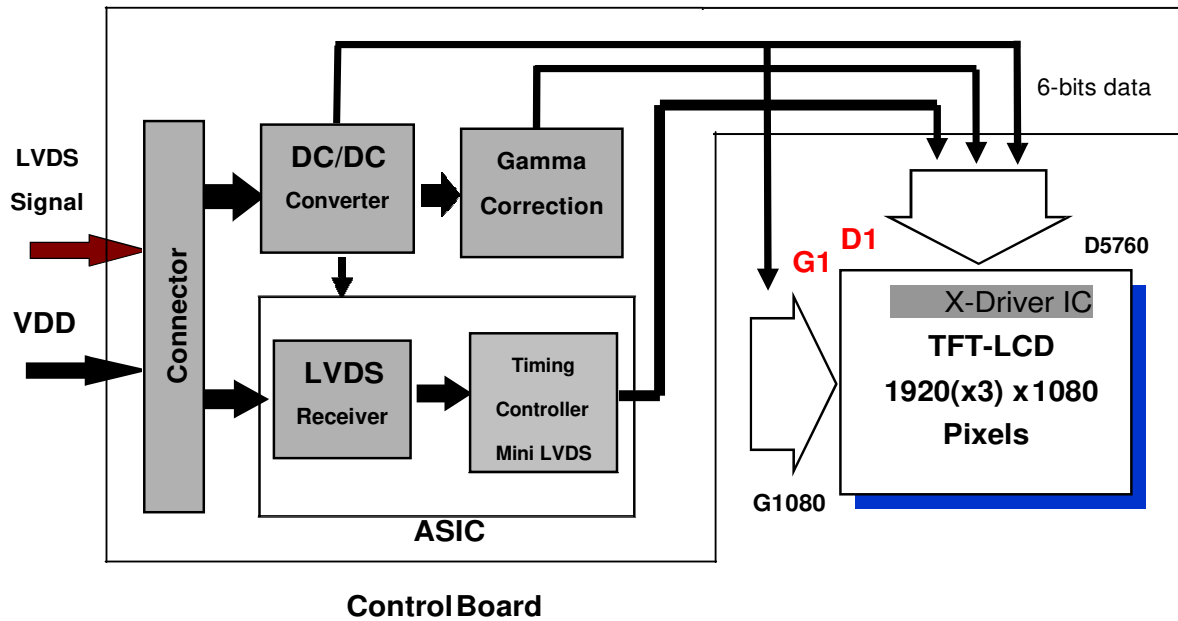 6-bits data
LVDS
Signal
VDD
Connector
DC/DC
Converter
Gamma
Correction
LVDS
Receiver
Timing
Controller
Mini LVDS
ASIC
Control Board
G1
D1
D5760
G1080
X-Driver IC
TFT-LCD
1920(x3) x1080
Pixels